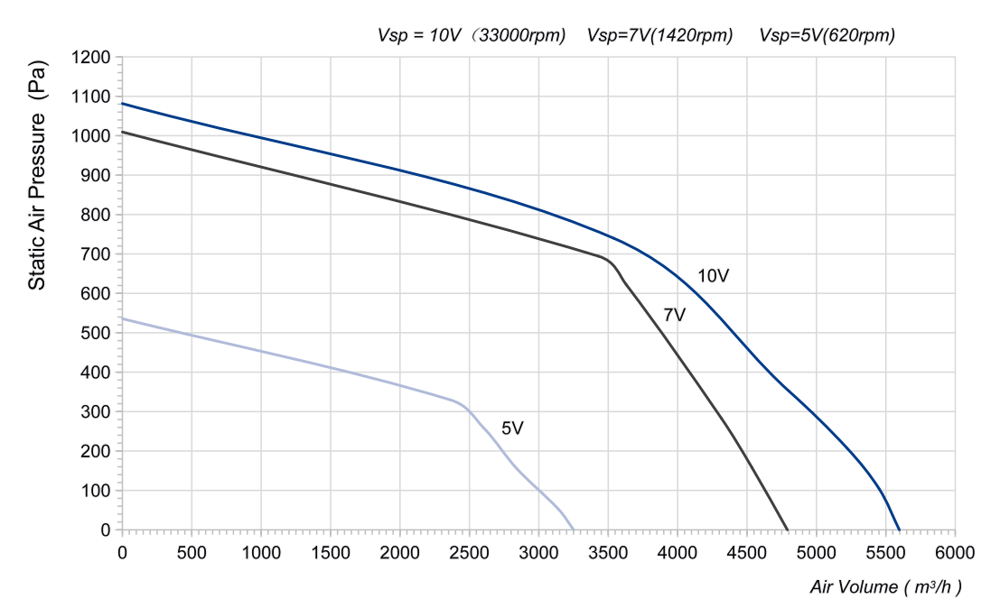 Vsp = 10V（33000rpm) Vsp=7V(1420rpm) Vsp=5V(620rpm)
Static Air Pressure (Pa)
1200
1100
1000
900
800
700
600
500
400
300
200
100
0
10V
7V
5V
0 500 1000 1500 2000 2500 3000 3500 4000 4500 5000 5500 6000
Air Volume ( m³/h )